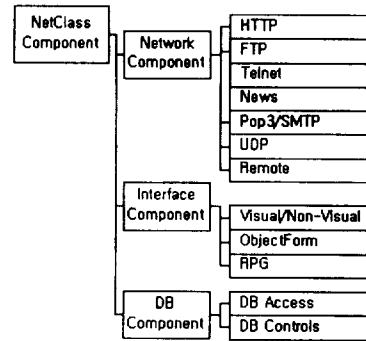 NetClass
Component
Network
Component
HTTP
FTP
Telnet
News
Pop3/SMTP
UDP
Remote
Interface
Component
Visual/Non-Visual
ObjectForm
RPG
DB
Component
DB Access
DB Controls